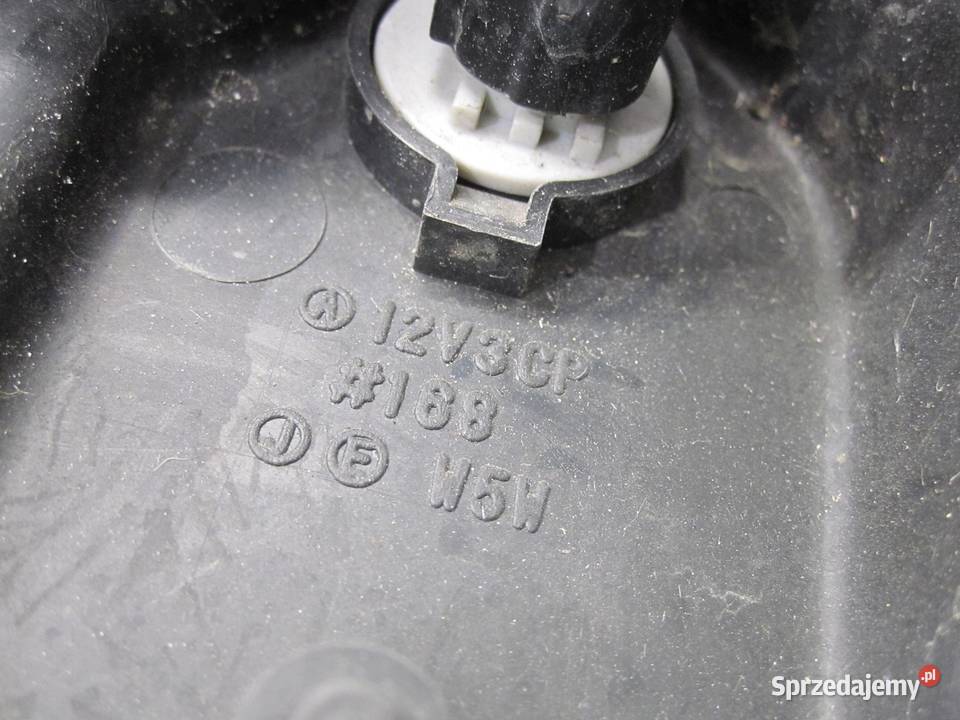 A 12V3CP
#168
J E W5W
Sprzedajemy.pl